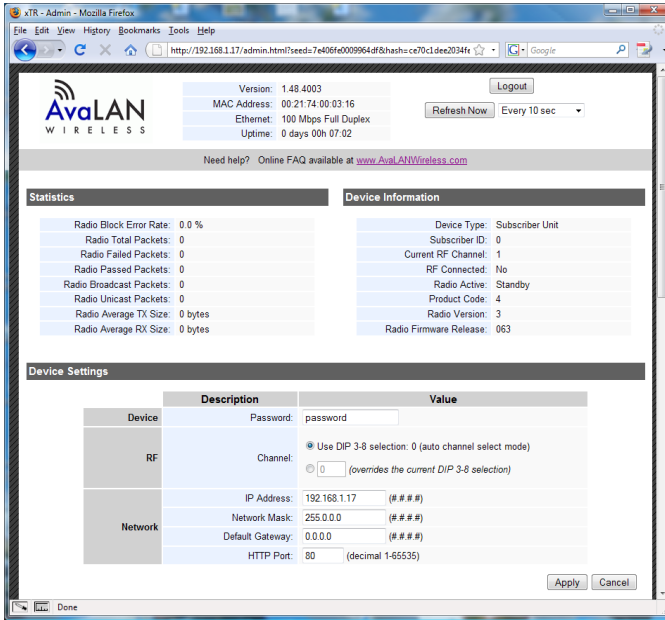 xTR - Admin - Mozilla Firefox
File Edit View History Bookmarks Tools Help
http://192.168.1.17/admin.html?seed=7e406fe0009964df&hash=ce70c1dee2034fe
Google
AvaLAN
WIRELESS
Version: 1.48.4003
MAC Address: 00:21:74:00:03:16
Ethernet: 100 Mbps Full Duplex
Uptime: 0 days 00h 07:02
Logout
Refresh Now Every 10 sec
Need help? Online FAQ available at www.AvaLANWireless.com
Statistics
Radio Block Error Rate: 0.0 %
Radio Total Packets: 0
Radio Failed Packets: 0
Radio Passed Packets: 0
Radio Broadcast Packets: 0
Radio Unicast Packets: 0
Radio Average TX Size: 0 bytes
Radio Average RX Size: 0 bytes
Device Information
Device Type: Subscriber Unit
Subscriber ID: 0
Current RF Channel: 1
RF Connected: No
Radio Active: Standby
Product Code: 4
Radio Version: 3
Radio Firmware Release: 063
Device Settings
Description Value
Device Password: password
RF Channel: Use DIP 3-8 selection: 0 (auto channel select mode)
0 (overrides the current DIP 3-8 selection)
Network
IP Address: 192.168.1.17 (#.#.#.#)
Network Mask: 255.0.0.0 (#.#.#.#)
Default Gateway: 0.0.0.0 (#.#.#.#)
HTTP Port: 80 (decimal 1-65535)
Apply Cancel
Done